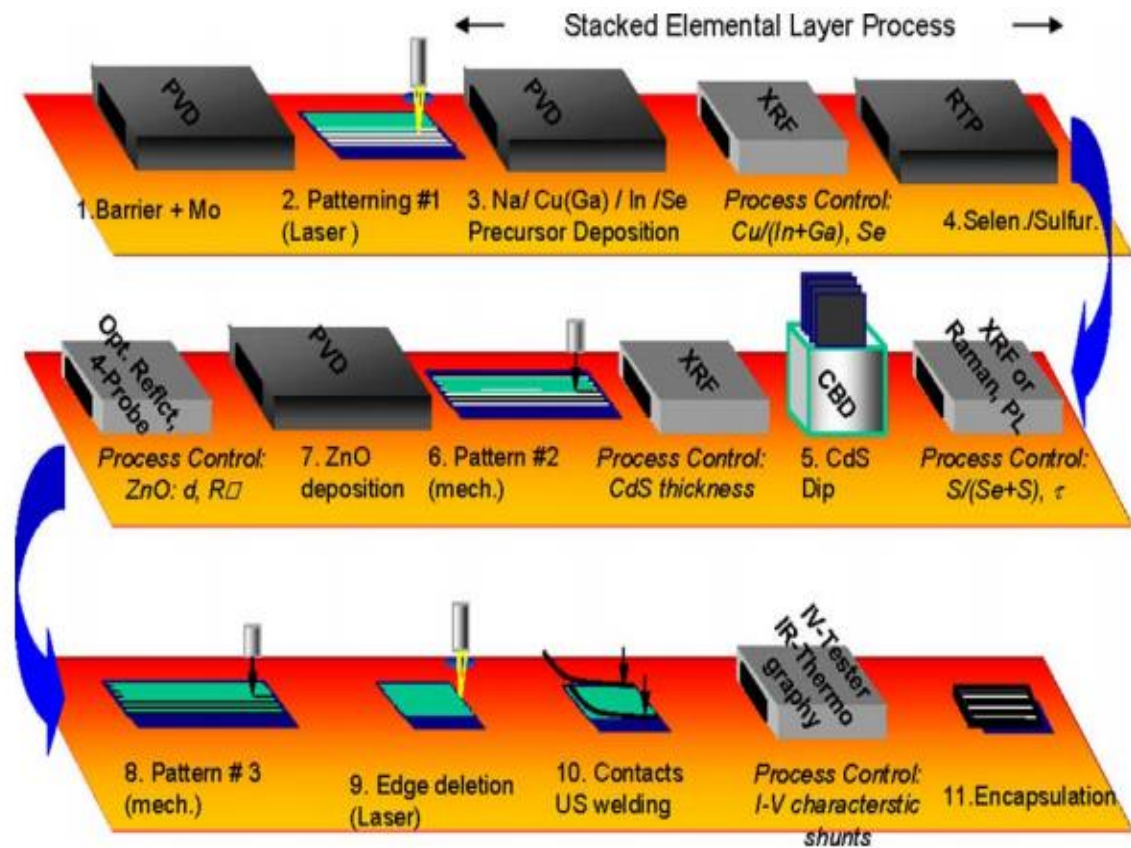 Stacked Elemental Layer Process
PVD
PVD
XRF
RTP
1.Barrier + Mo
2. Patterning #1
(Laser )
3. Na/ Cu(Ga) / In /Se
Precursor Deposition
Process Control:
Cu/(In+Ga), Se
4.Selen./Sulfur.
Opt. Reflct,
4-Probe
PVD
XRF
CBD
XRF or
Raman, PL
Process Control:
ZnO: d, R□
7. ZnO
deposition
6. Pattern #2
(mech.)
Process Control:
CdS thickness
5. CdS
Dip
Process Control:
S/(Se+S), τ
IV-Tester
IR-Thermo
graphy
8. Pattern # 3
(mech.)
9. Edge deletion
(Laser)
10. Contacts
US welding
Process Control:
I-V characterstic
shunts
11.Encapsulation